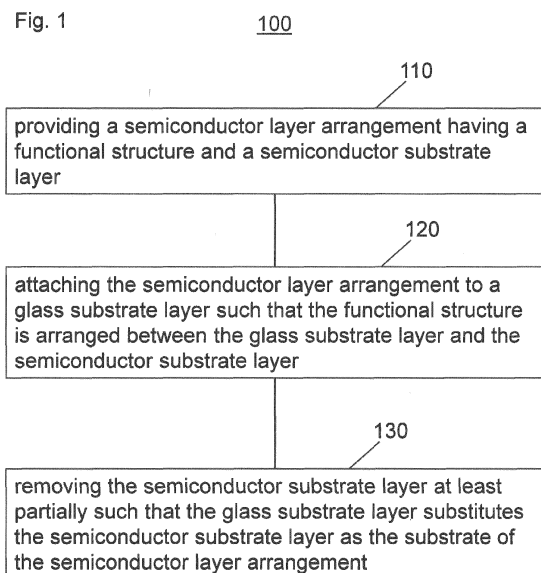 Fig. 1
100
110
providing a semiconductor layer arrangement having a
functional structure and a semiconductor substrate
layer
120
attaching the semiconductor layer arrangement to a
glass substrate layer such that the functional structure
is arranged between the glass substrate layer and the
semiconductor substrate layer
130
removing the semiconductor substrate layer at least
partially such that the glass substrate layer substitutes
the semiconductor substrate layer as the substrate of
the semiconductor layer arrangement